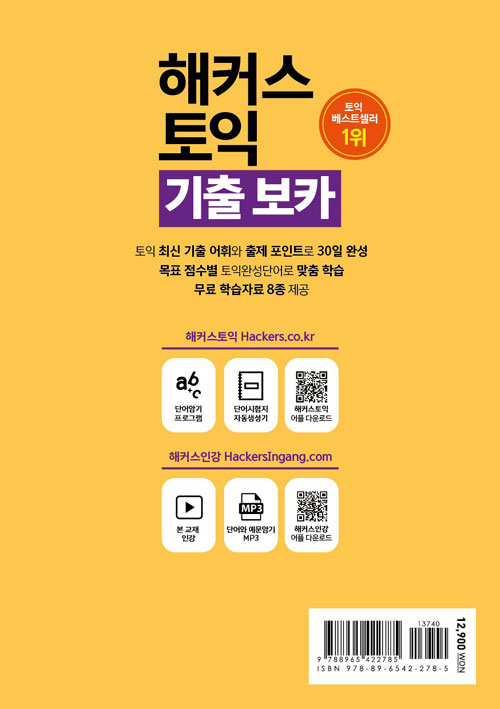 해커스
토익
기출 보카
토익
베스트셀러
1위
토익 최신 기출 어휘와 출제 포인트로 30일 완성
목표 점수별 토익완성단어로 맞춤 학습
무료 학습자료 8종 제공
해커스토익 Hackers.co.kr
abc
+
단어암기
프로그램
단어시험지
자동생성기
해커스토익
어플 다운로드
해커스인강 HackersIngang.com
본 교재
인강
MP3
단어와 예문암기
MP3
해커스인강
어플 다운로드
13740
12,900 WON
9 788965 422785
ISBN 978-89-6542-278-5